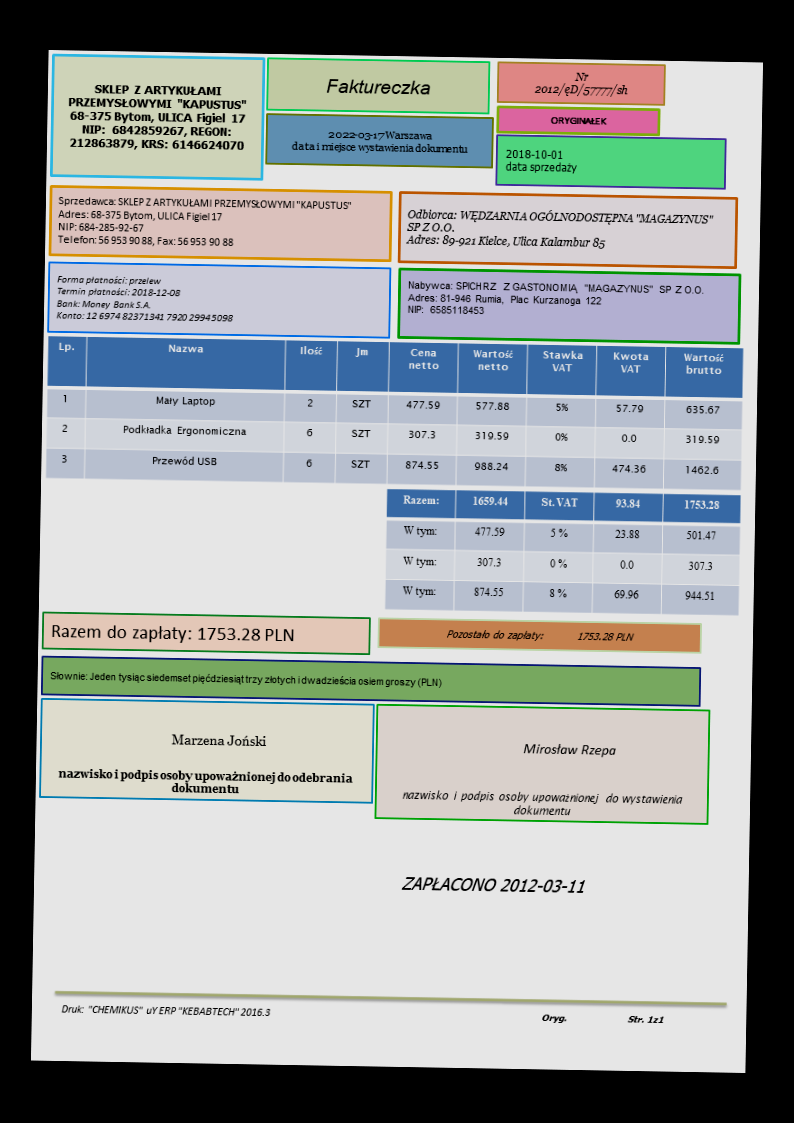 SKLEP Z ARTYKUŁAMI
PRZEMYSŁOWYMI "KAPUSTUS"
68-375 Bytom, ULICA Figiel 17
NIP: 6842859267, REGON:
212863879, KRS: 6146624070
Faktureczka
2022-03-17 Warszawa
data i miejsce wystawienia dokumentu
Nr
2012/ęD/57777/sh
ORYGINAŁEK
2018-10-01
data sprzedaży
Sprzedawca: SKLEP Z ARTYKUŁAMI PRZEMYSŁOWYMI "KAPUSTUS"
Adres: 68-375 Bytom, ULICA Figiel 17
NIP: 684-285-92-67
Telefon: 56 953 90 88, Fax: 56 953 90 88
Odbiorca: WĘDZARNIA OGÓLNODOSTĘPNA "MAGAZYNUS"
SP Z O.O.
Adres: 89-921 Kielce, Ulica Kalambur 85
Forma płatności: przelew
Termin płatności: 2018-12-08
Bank: Money Bank S.A.
Konto: 12 6974 8237 1341 7920 2994 5098
Nabywca: SPICHRZ Z GASTONOMIĄ "MAGAZYNUS" SP Z O.O.
Adres: 81-946 Rumia, Plac Kurzanoga 122
NIP: 6585118453
Lp. Nazwa Ilość Jm Cena netto Wartość netto Stawka VAT Kwota VAT Wartość brutto
1 Mały Laptop 2 SZT 477.59 577.88 5% 57.79 635.67
2 Podkładka Ergonomiczna 6 SZT 307.3 319.59 0% 0.0 319.59
3 Przewód USB 6 SZT 874.55 988.24 8% 474.36 1462.6
Razem: 1659.44 St.VAT 93.84 1753.28
W tym: 477.59 5 % 23.88 501.47
W tym: 307.3 0 % 0.0 307.3
W tym: 874.55 8 % 69.96 944.51
Razem do zapłaty: 1753.28 PLN
Pozostało do zapłaty: 1753.28 PLN
Słownie: Jeden tysiąc siedemset pięćdziesiąt trzy złotych i dwadzieścia osiem groszy (PLN)
Marzena Joński
nazwisko i podpis osoby upoważnionej do odebrania
dokumentu
Mirosław Rzepa
nazwisko i podpis osoby upoważnionej do wystawienia
dokumentu
ZAPŁACONO 2012-03-11
Druk: "CHEMIKUS" uY ERP "KEBABTECH" 2016.3
Oryg. Str. 1z1